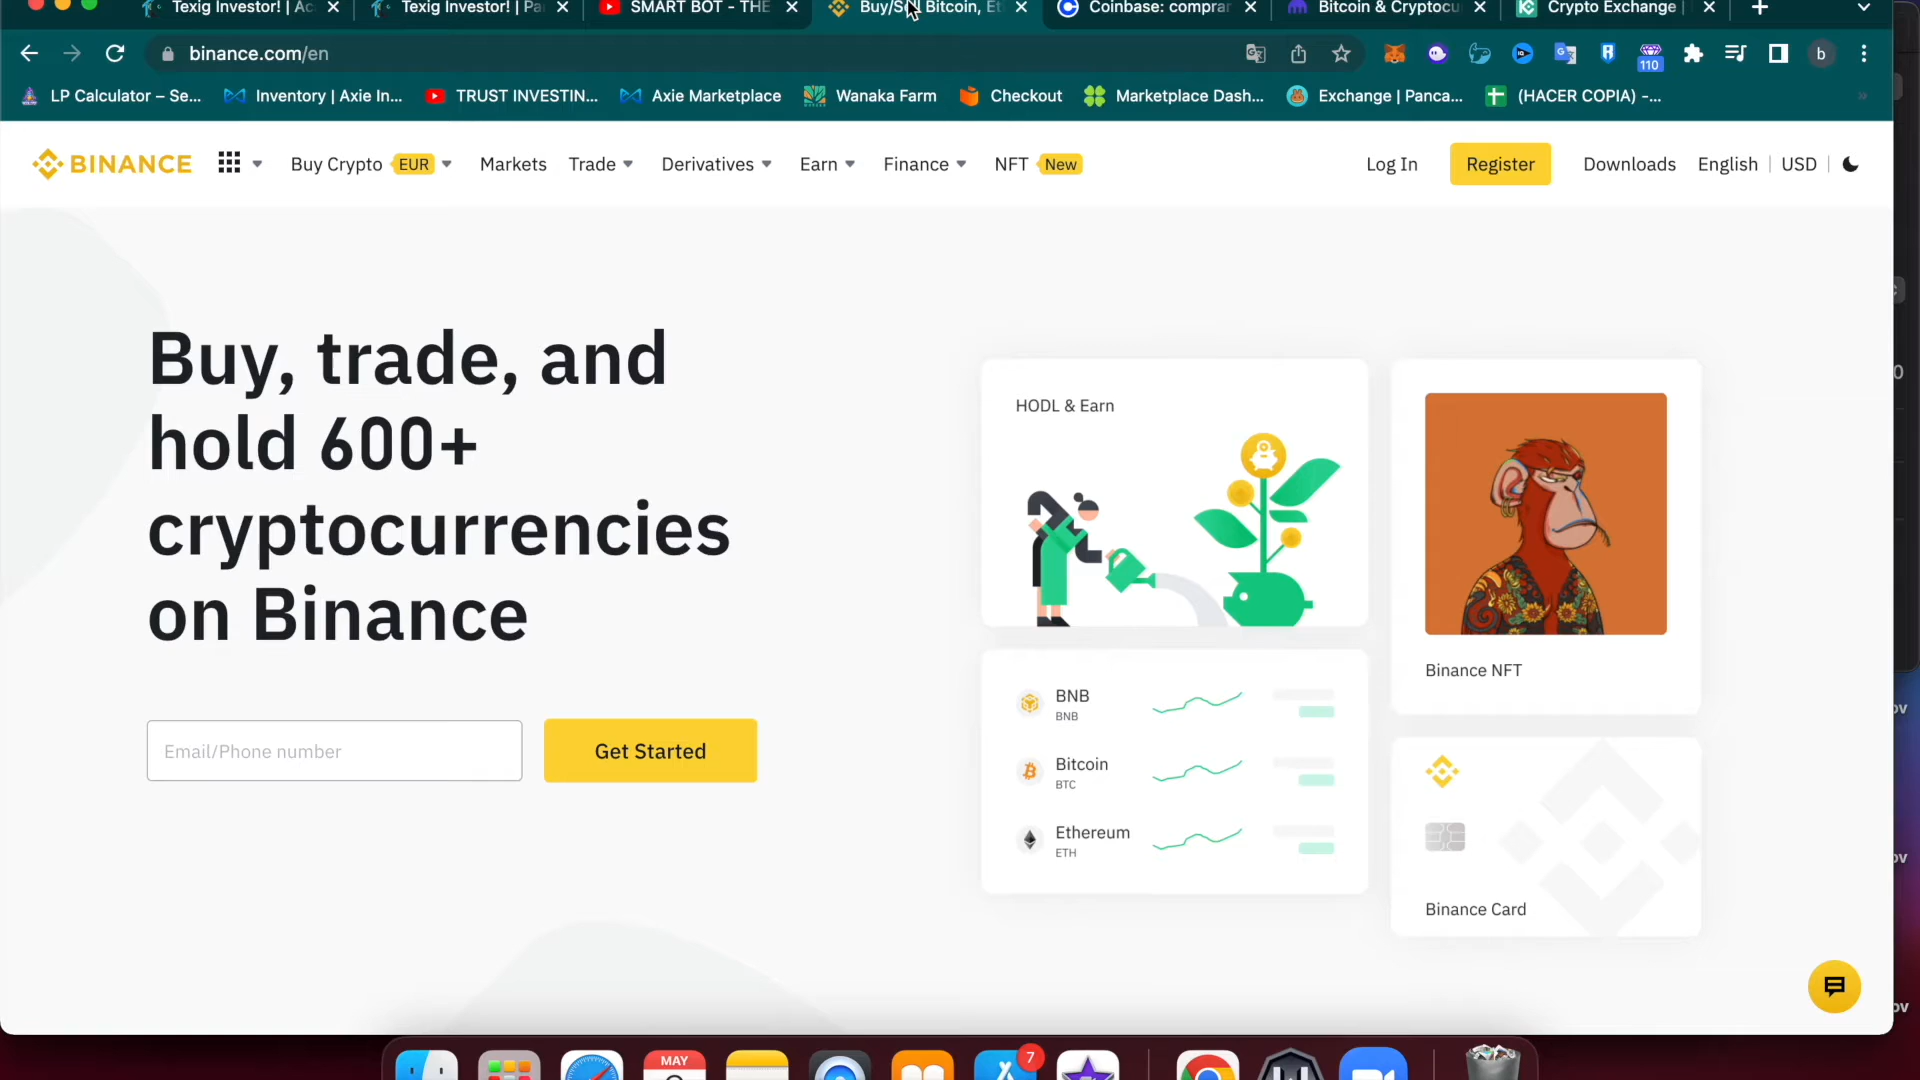 Texig Investor! | Ac
Texig Investor! | Pa
SMART BOT - THE
Buy/Sell Bitcoin, Et
Coinbase: comprar
Bitcoin & Cryptocu
Crypto Exchange |
binance.com/en
110
b
LP Calculator – Se...
Inventory | Axie In...
TRUST INVESTIN...
Axie Marketplace
Wanaka Farm
Checkout
Marketplace Dash...
Exchange | Panca...
(HACER COPIA) -...
BINANCE
Buy Crypto EUR
Markets
Trade
Derivatives
Earn
Finance
NFT New
Log In
Register
Downloads
English
USD
Buy, trade, and
hold 600+
cryptocurrencies
on Binance
Email/Phone number
Get Started
HODL & Earn
BNB
BNB
Bitcoin
BTC
Ethereum
ETH
Binance NFT
Binance Card
MAY
7